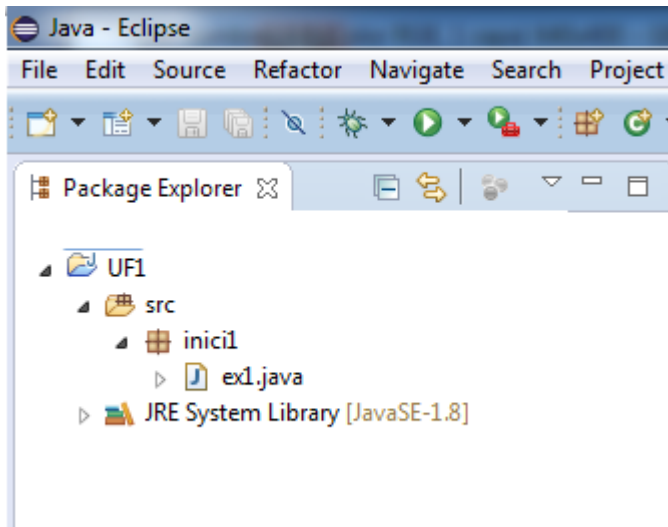 Java - Eclipse
File Edit Source Refactor Navigate Search Project
Package Explorer
UF1
src
inici1
ex1.java
JRE System Library [JavaSE-1.8]